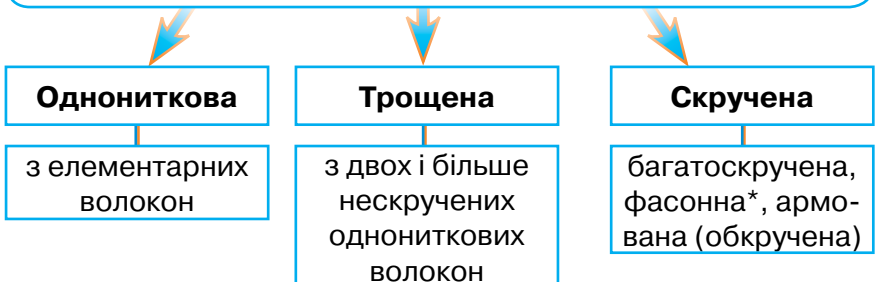 Однониткова
з елементарних
волокон
Трощена
з двох і більше
нескручених
однониткових
волокон
Скручена
багатоскручена,
фасонна*, армо-
вана (обкручена)